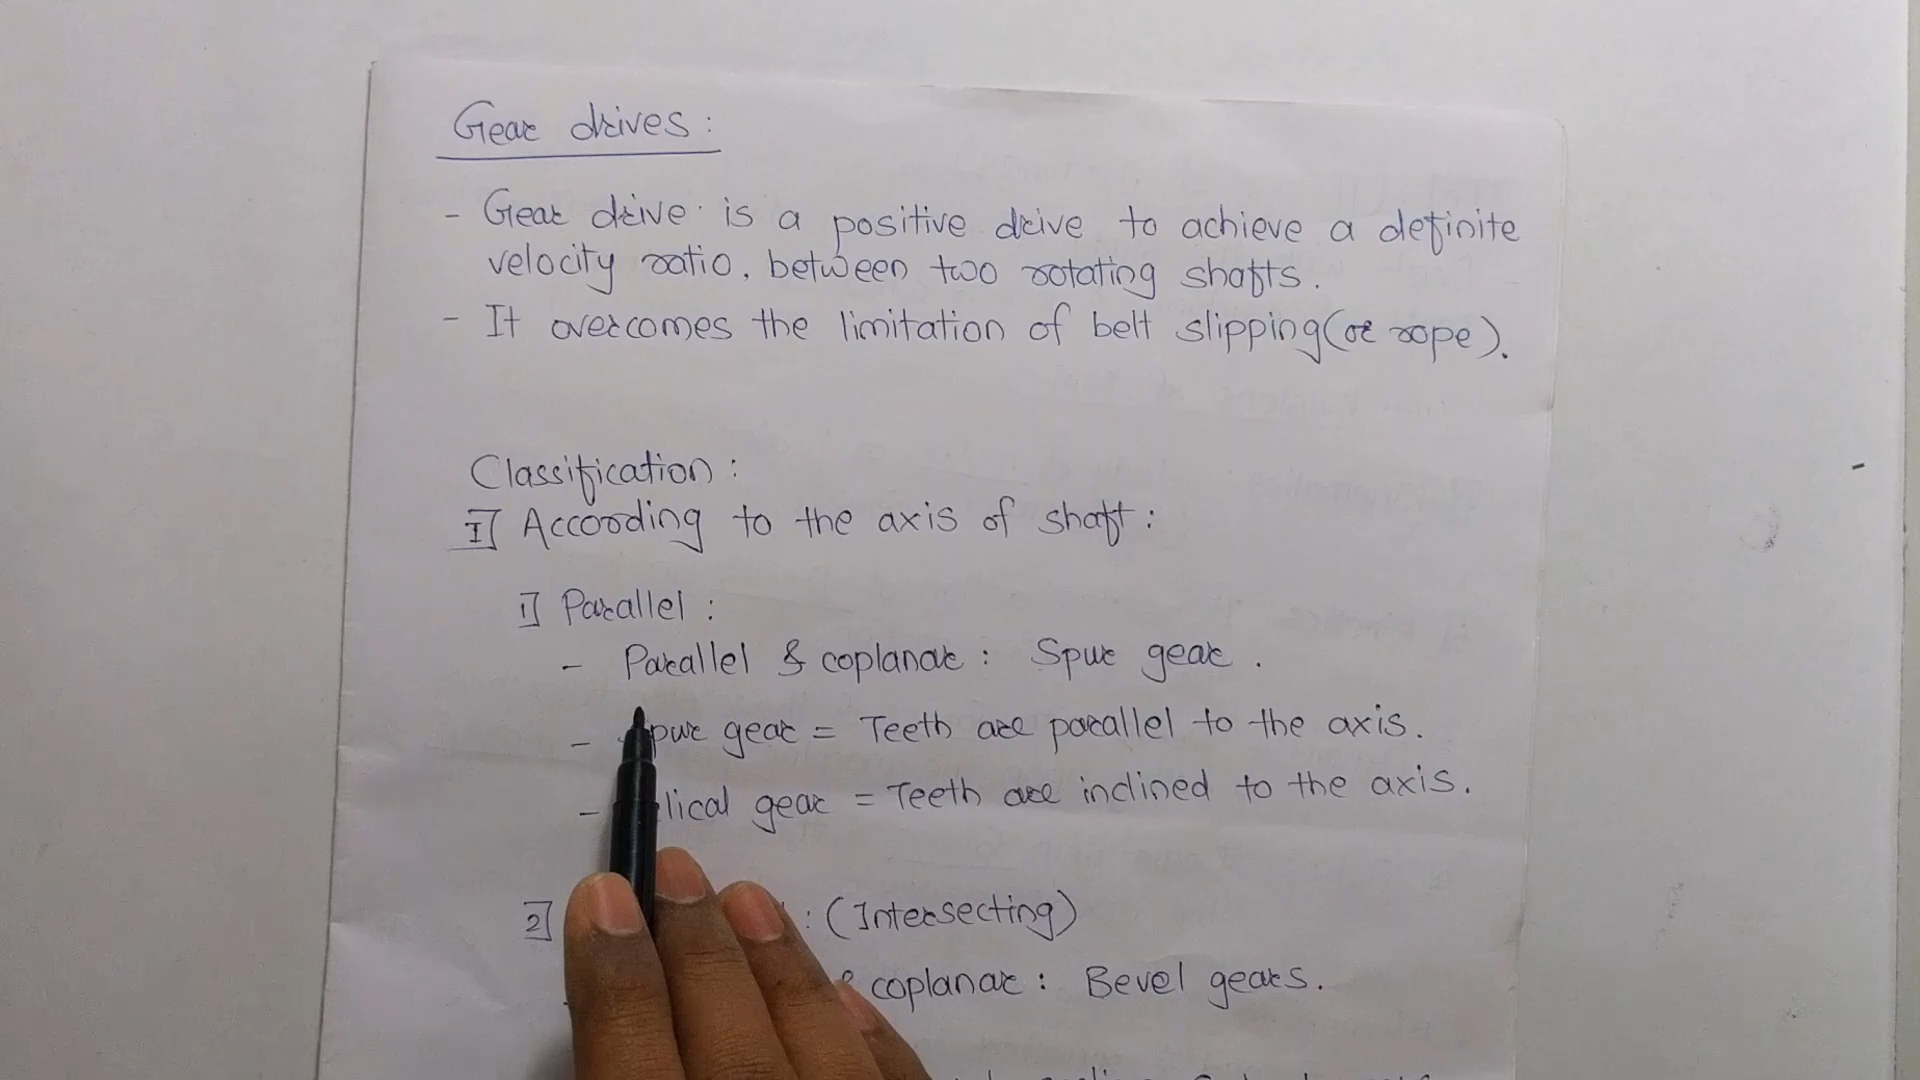 Gear drives :
- Gear drive is a positive drive to achieve a definite
velocity ratio, between two rotating shafts.
- It overcomes the limitation of belt slipping (or rope).
Classification :
I] According to the axis of shaft :
1] Parallel :
- Parallel & coplanar : Spur gear .
- Spur gear = Teeth are parallel to the axis.
- lical gear = Teeth are inclined to the axis.
2] : (Intersecting)
& coplanar : Bevel gears.